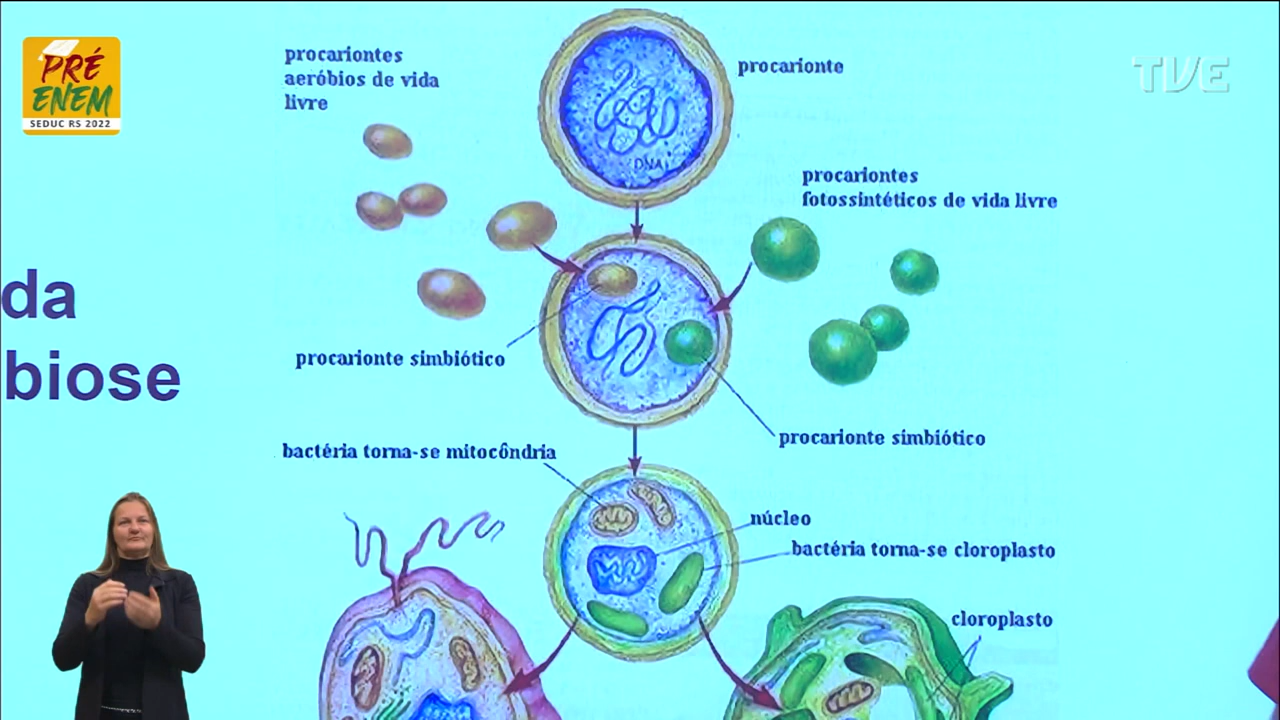 PRÉ
ENEM
SEDUC RS 2022
TVE
procariontes
aeróbios de vida
livre
procarionte
DNA
procariontes
fotossintéticos de vida livre
da
biose
procarionte simbiótico
procarionte simbiótico
bactéria torna-se mitocôndria
núcleo
bactéria torna-se cloroplasto
cloroplasto